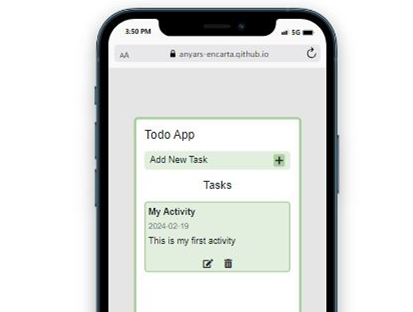 3:50 PM
5G
AA
anyars-encarta.github.io
Todo App
Add New Task
+
Tasks
My Activity
2024-02-19
This is my first activity